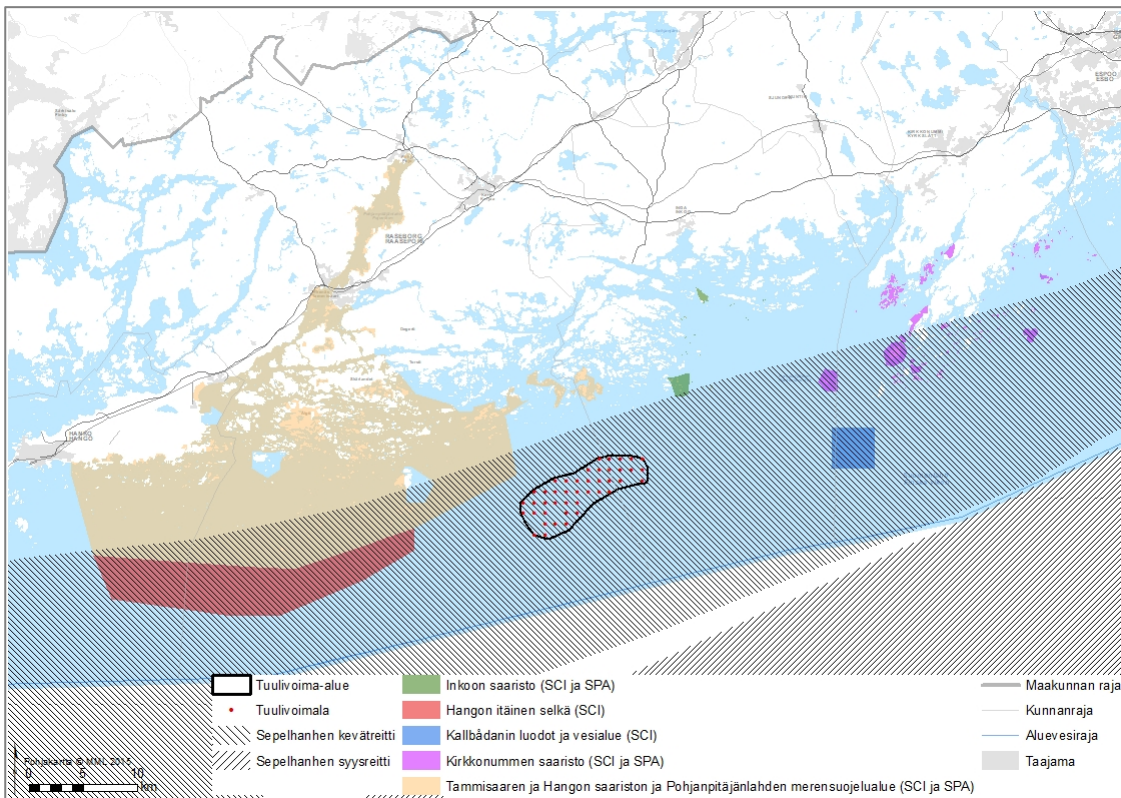 ESPOO
ESBO
RASEBORG
RAASEPORI
HANKO
HANGÖ
Tuulivoima-alue
Tuulivoimala
Sepelhanhen kevätreitti
Sepelhanhen syysreitti
Inkoon saaristo (SCI ja SPA)
Hangon itäinen selkä (SCI)
Kallbådanin luodot ja vesialue (SCI)
Kirkkonummen saaristo (SCI ja SPA)
Tammisaaren ja Hangon saariston ja Pohjanpitäjänlahden merensuojelualue (SCI ja SPA)
Maakunnan raja
Kunnanraja
Aluevesiraja
Taajama
Pohjakartta © MML 2015
0 5 10
km